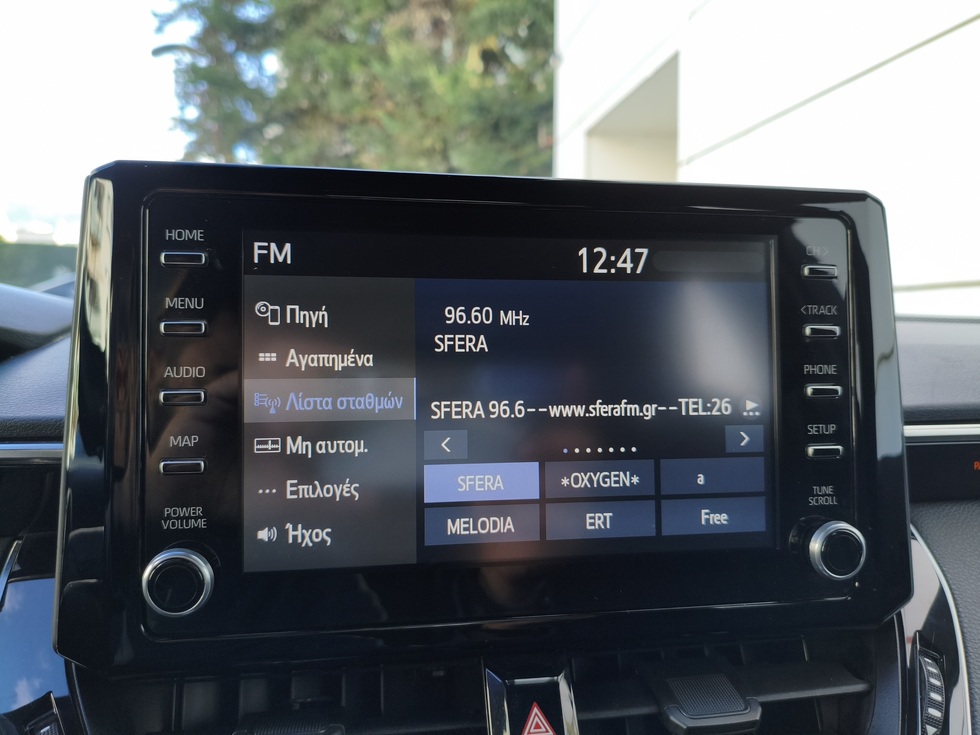 HOME
MENU
AUDIO
MAP
POWER
VOLUME
FM
12:47
Πηγή
Αγαπημένα
Λίστα σταθμών
Μη αυτομ.
Επιλογές
Ήχος
96.60 MHz
SFERA
SFERA 96.6--www.sferafm.gr--TEL:26
SFERA
*OXYGEN*
a
MELODIA
ERT
Free
CH>
<TRACK
PHONE
SETUP
TUNE
SCROLL